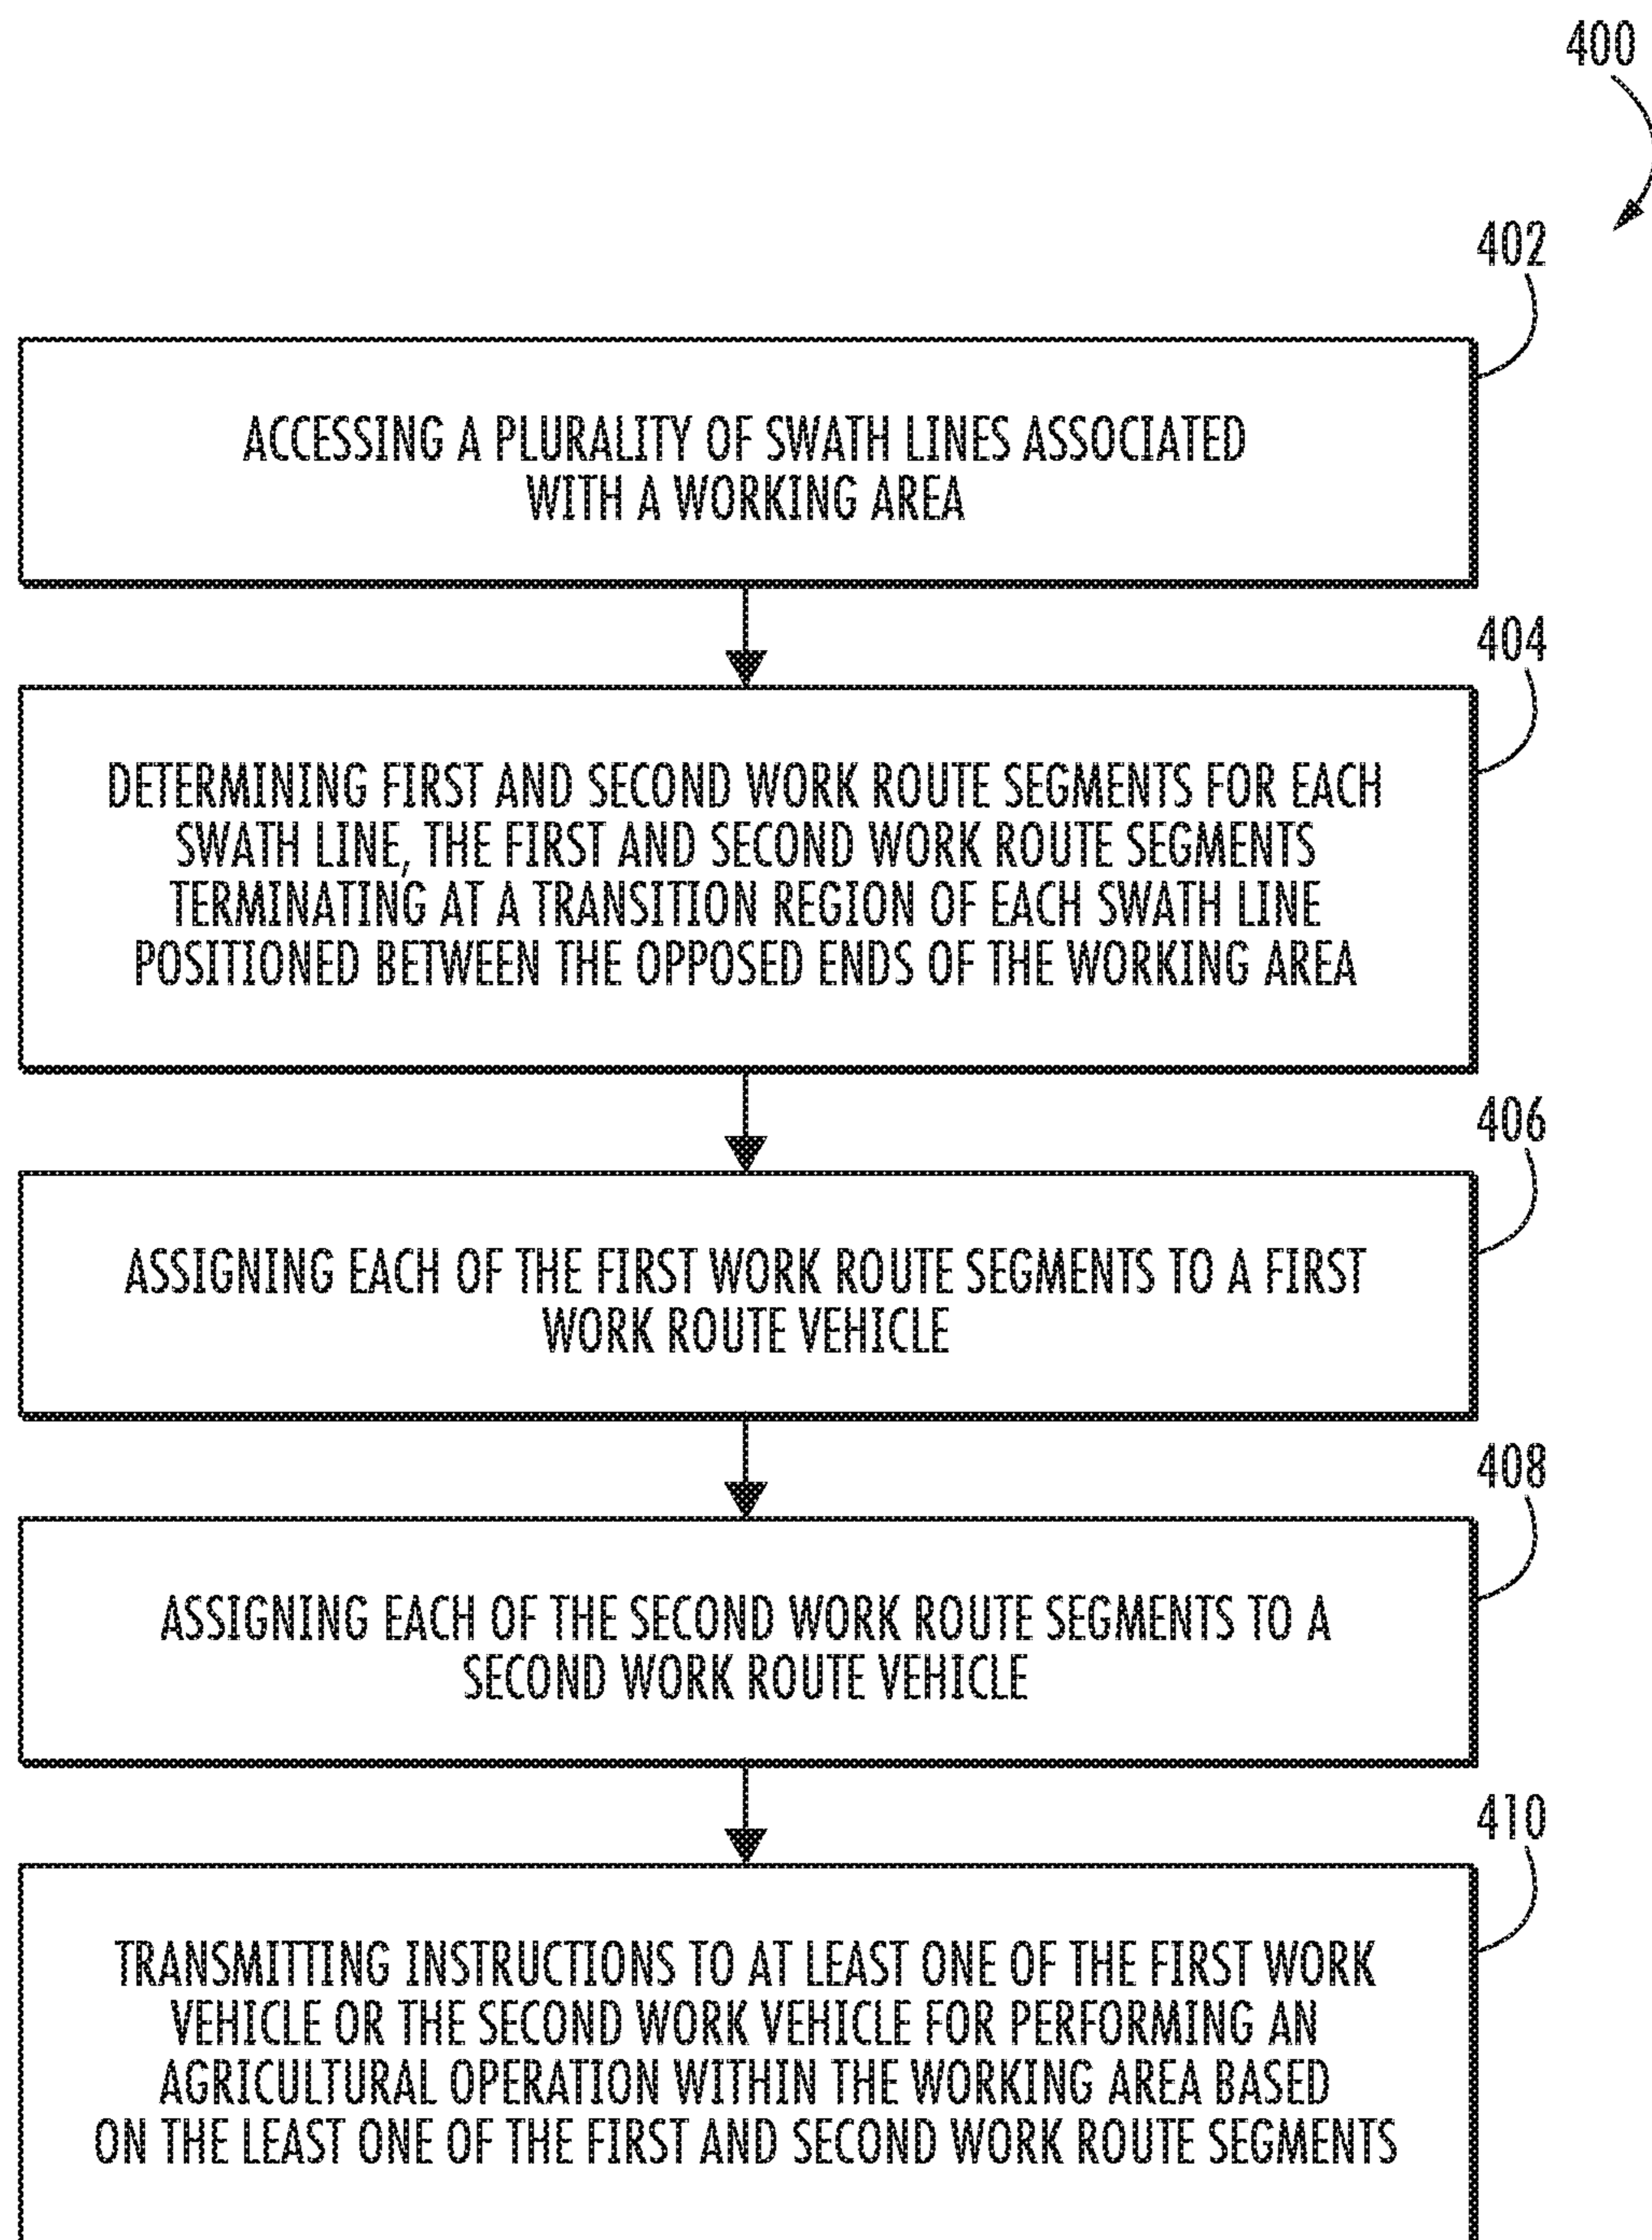 400
402
ACCESSING A PLURALITY OF SWATH LINES ASSOCIATED
WITH A WORKING AREA
404
DETERMINING FIRST AND SECOND WORK ROUTE SEGMENTS FOR EACH
SWATH LINE, THE FIRST AND SECOND WORK ROUTE SEGMENTS
TERMINATING AT A TRANSITION REGION OF EACH SWATH LINE
POSITIONED BETWEEN THE OPPOSED ENDS OF THE WORKING AREA
406
ASSIGNING EACH OF THE FIRST WORK ROUTE SEGMENTS TO A FIRST
WORK ROUTE VEHICLE
408
ASSIGNING EACH OF THE SECOND WORK ROUTE SEGMENTS TO A
SECOND WORK ROUTE VEHICLE
410
TRANSMITTING INSTRUCTIONS TO AT LEAST ONE OF THE FIRST WORK
VEHICLE OR THE SECOND WORK VEHICLE FOR PERFORMING AN
AGRICULTURAL OPERATION WITHIN THE WORKING AREA BASED
ON THE LEAST ONE OF THE FIRST AND SECOND WORK ROUTE SEGMENTS